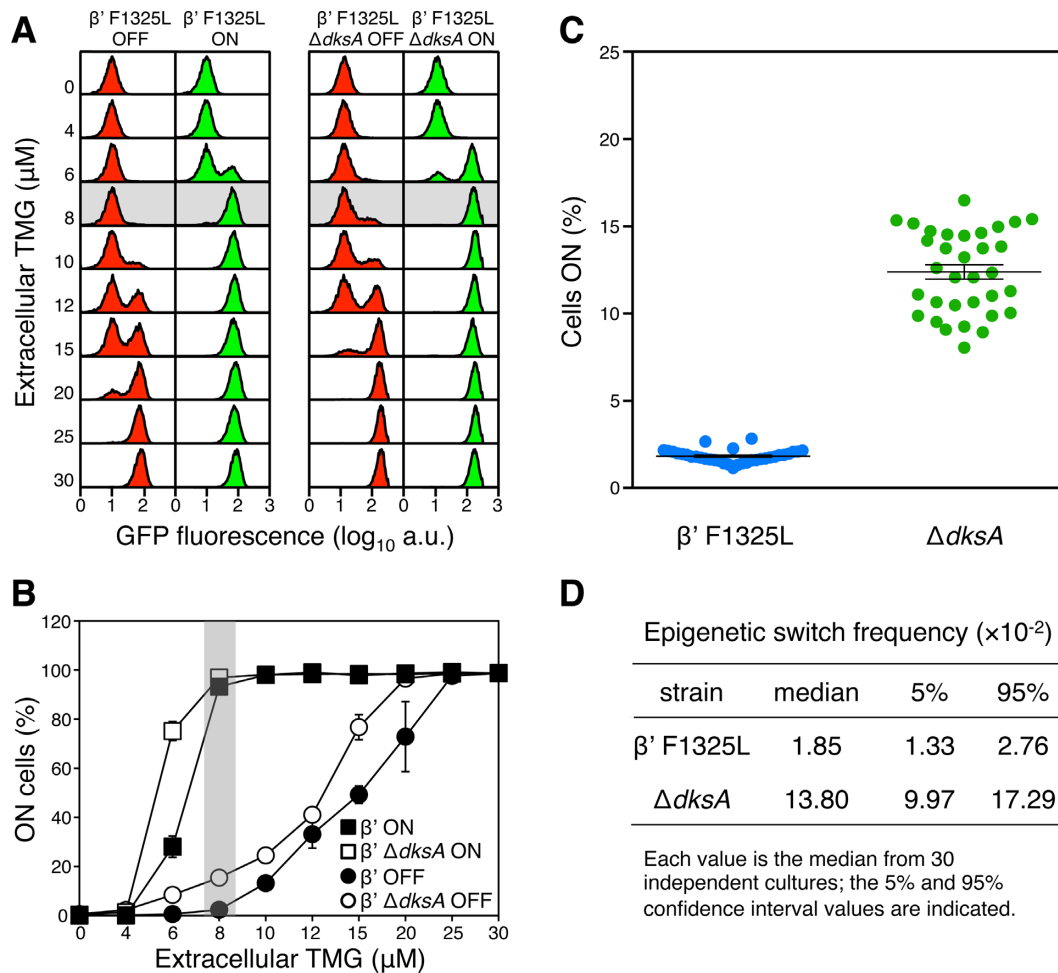 A
β’ F1325L OFF
β’ F1325L ON
β’ F1325L ΔdksA OFF
β’ F1325L ΔdksA ON
Extracellular TMG (μM)
0
4
6
8
10
12
15
20
25
30
0 1 2 0 1 2 3 0 1 2 0 1 2 3
GFP fluorescence (log10 a.u.)
B
ON cells (%)
120
100
80
60
40
20
0
0 4 6 8 10 12 15 20 25 30
Extracellular TMG (μM)
β’ ON
β’ ΔdksA ON
β’ OFF
β’ ΔdksA OFF
C
Cells ON (%)
25
20
15
10
5
0
β’ F1325L ΔdksA
D
Epigenetic switch frequency (×10-2)
strain median 5% 95%
β’ F1325L 1.85 1.33 2.76
ΔdksA 13.80 9.97 17.29
Each value is the median from 30
independent cultures; the 5% and 95%
confidence interval values are indicated.